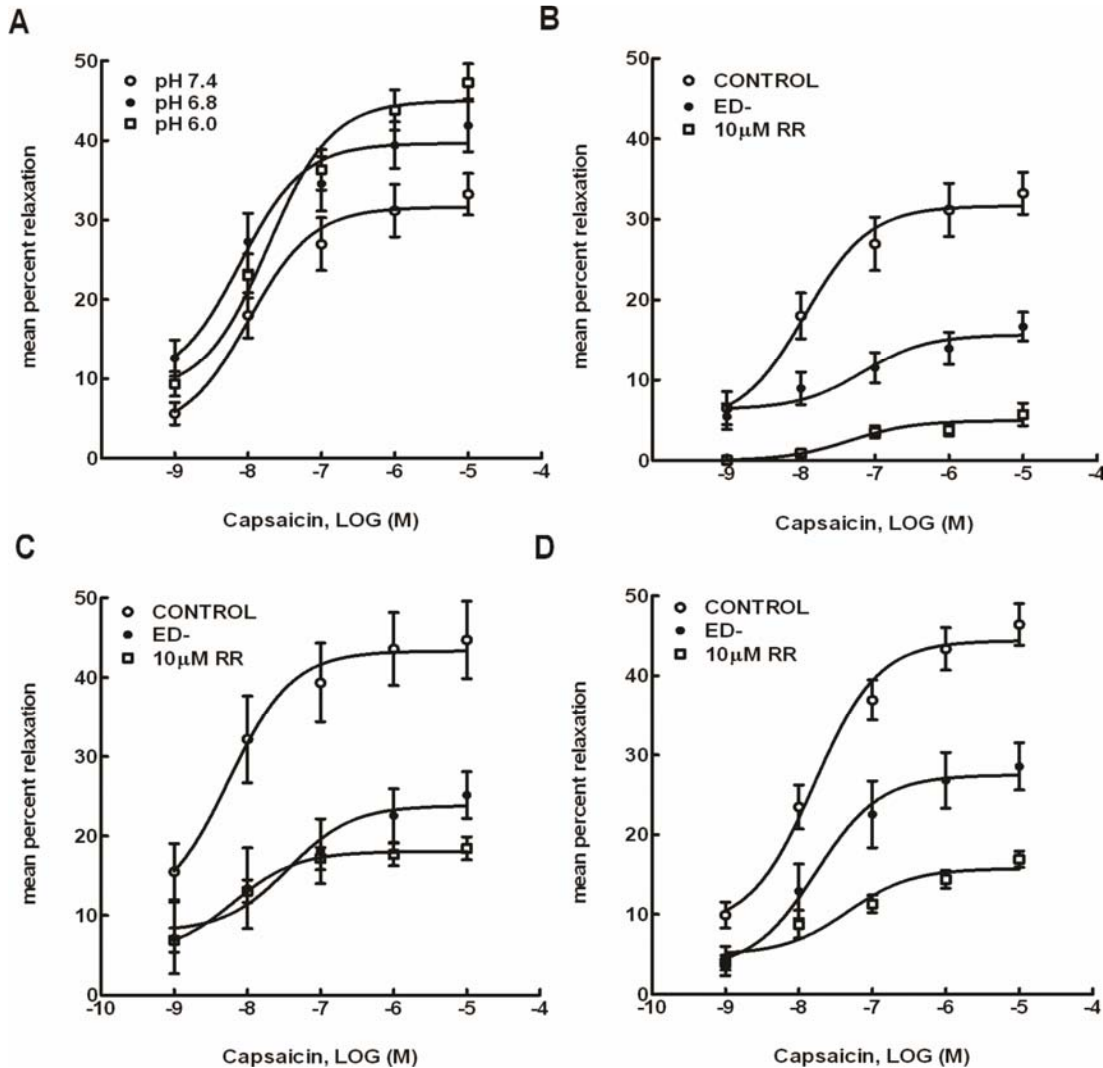 A
50
40
30
20
10
0
mean percent relaxation
pH 7.4
pH 6.8
pH 6.0
-9
-8
-7
-6
-5
-4
Capsaicin, LOG (M)
B
50
40
30
20
10
0
mean percent relaxation
CONTROL
ED-
10µM RR
-9
-8
-7
-6
-5
-4
Capsaicin, LOG (M)
C
50
40
30
20
10
0
mean percent relaxation
CONTROL
ED-
10µM RR
-10
-9
-8
-7
-6
-5
-4
Capsaicin, LOG (M)
D
50
40
30
20
10
0
mean percent relaxation
CONTROL
ED-
10µM RR
-10
-9
-8
-7
-6
-5
-4
Capsaicin, LOG (M)